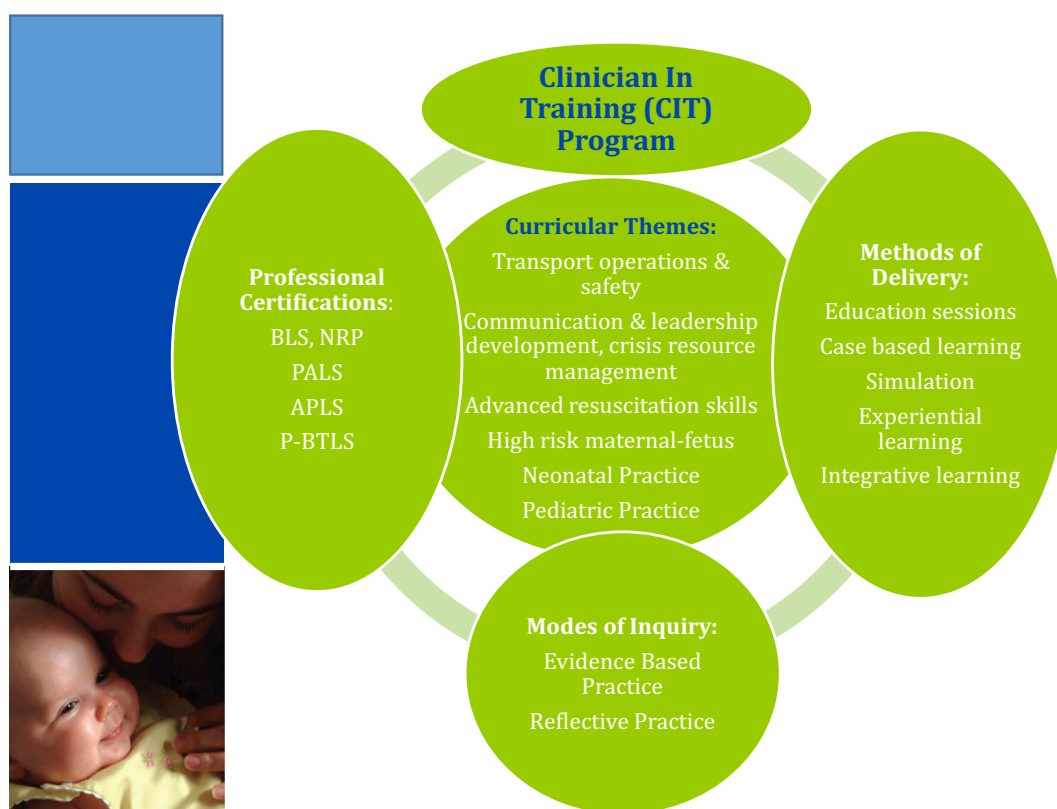 Clinician In
Training (CIT)
Program
Professional
Certifications:
BLS, NRP
PALS
APLS
P-BTLS
Curricular Themes:
Transport operations &
safety
Communication & leadership
development, crisis resource
management
Advanced resuscitation skills
High risk maternal-fetus
Neonatal Practice
Pediatric Practice
Methods of
Delivery:
Education sessions
Case based learning
Simulation
Experiential
learning
Integrative learning
Modes of Inquiry:
Evidence Based
Practice
Reflective Practice